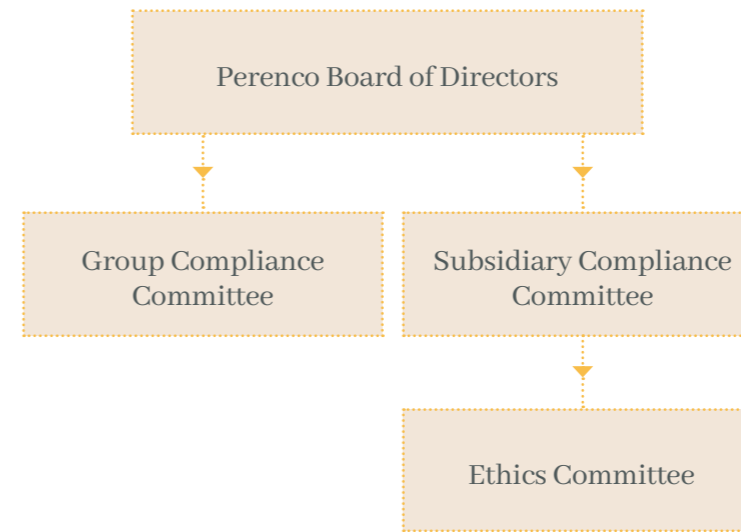 Perenco Board of Directors
Group Compliance
Committee
Subsidiary Compliance
Committee
Ethics Committee